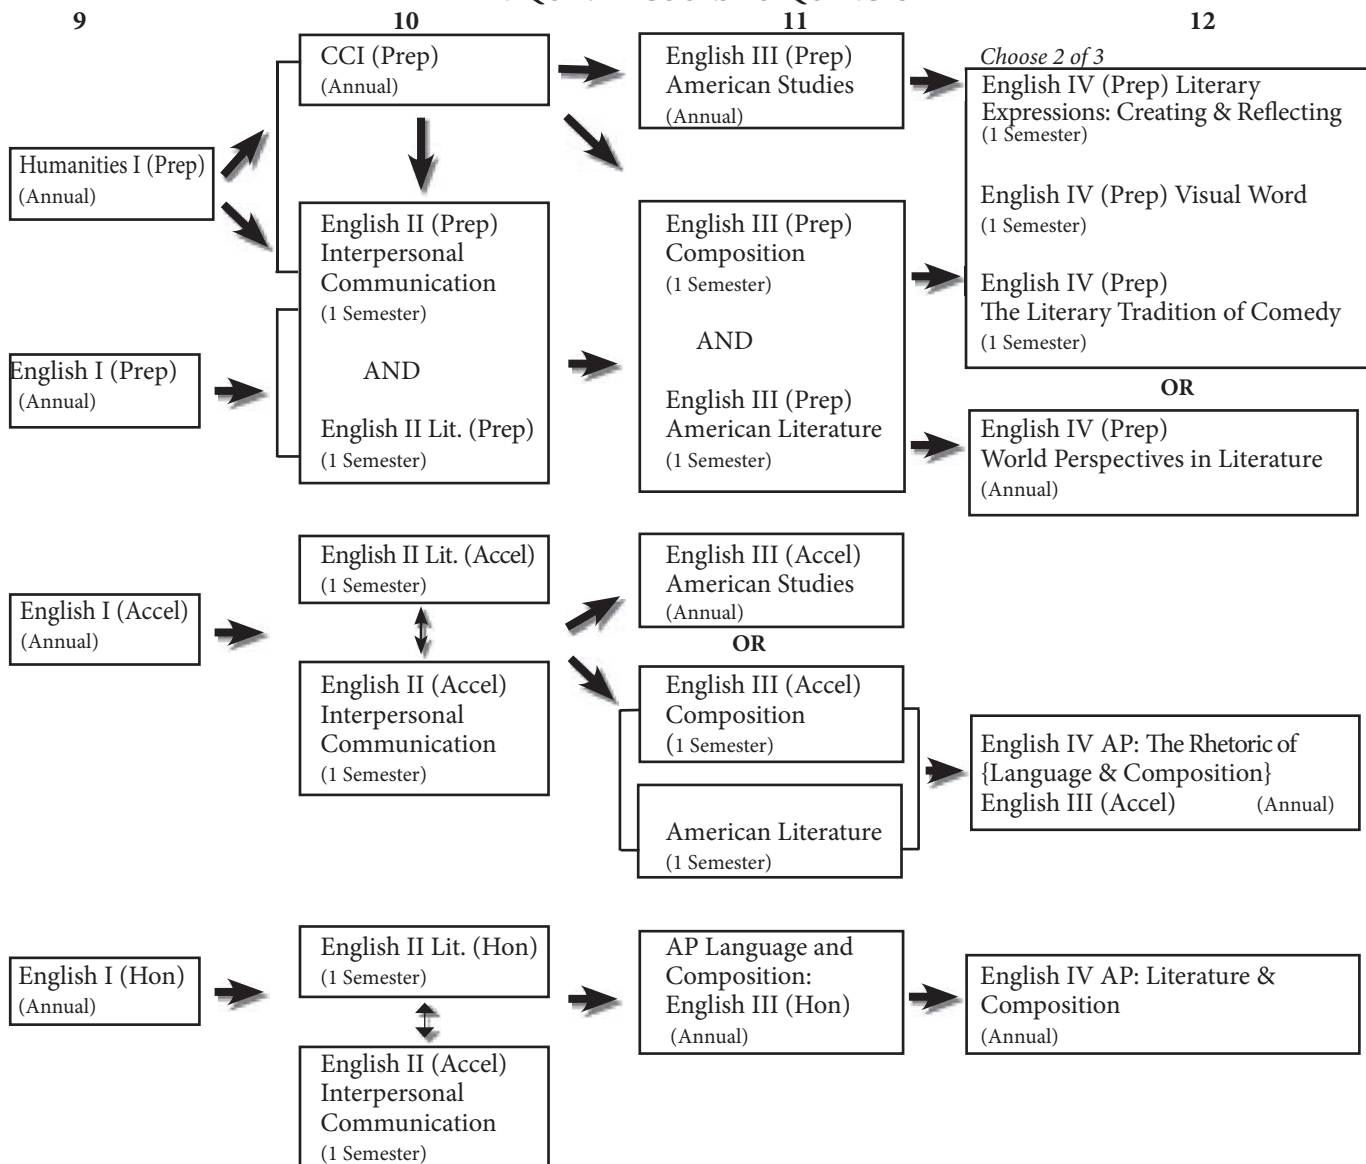 9
10
11
12
CCI (Prep)
(Annual)
English III (Prep)
American Studies
(Annual)
Choose 2 of 3
English IV (Prep) Literary
Expressions: Creating & Reflecting
(1 Semester)
English IV (Prep) Visual Word
(1 Semester)
English IV (Prep)
The Literary Tradition of Comedy
(1 Semester)
Humanities I (Prep)
(Annual)
English II (Prep)
Interpersonal
Communication
(1 Semester)
AND
English II Lit. (Prep)
(1 Semester)
English III (Prep)
Composition
(1 Semester)
AND
English III (Prep)
American Literature
(1 Semester)
English I (Prep)
(Annual)
OR
English IV (Prep)
World Perspectives in Literature
(Annual)
English I (Accel)
(Annual)
English II Lit. (Accel)
(1 Semester)
English II (Accel)
Interpersonal
Communication
(1 Semester)
English III (Accel)
American Studies
(Annual)
OR
English III (Accel)
Composition
(1 Semester)
American Literature
(1 Semester)
English IV AP: The Rhetoric of
{Language & Composition}
English III (Accel) (Annual)
English I (Hon)
(Annual)
English II Lit. (Hon)
(1 Semester)
English II (Accel)
Interpersonal
Communication
(1 Semester)
AP Language and
Composition:
English III (Hon)
(Annual)
English IV AP: Literature &
Composition
(Annual)